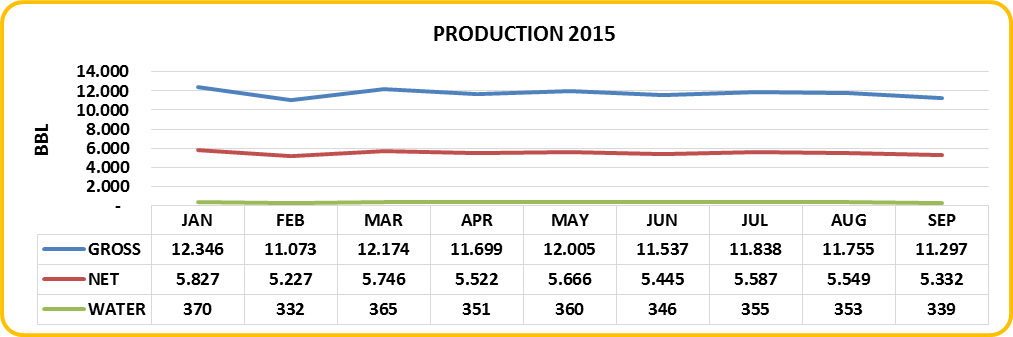 PRODUCTION 2015
14.000
12.000
10.000
8.000
6.000
4.000
2.000
-
BBL
JAN FEB MAR APR MAY JUN JUL AUG SEP
GROSS 12.346 11.073 12.174 11.699 12.005 11.537 11.838 11.755 11.297
NET 5.827 5.227 5.746 5.522 5.666 5.445 5.587 5.549 5.332
WATER 370 332 365 351 360 346 355 353 339